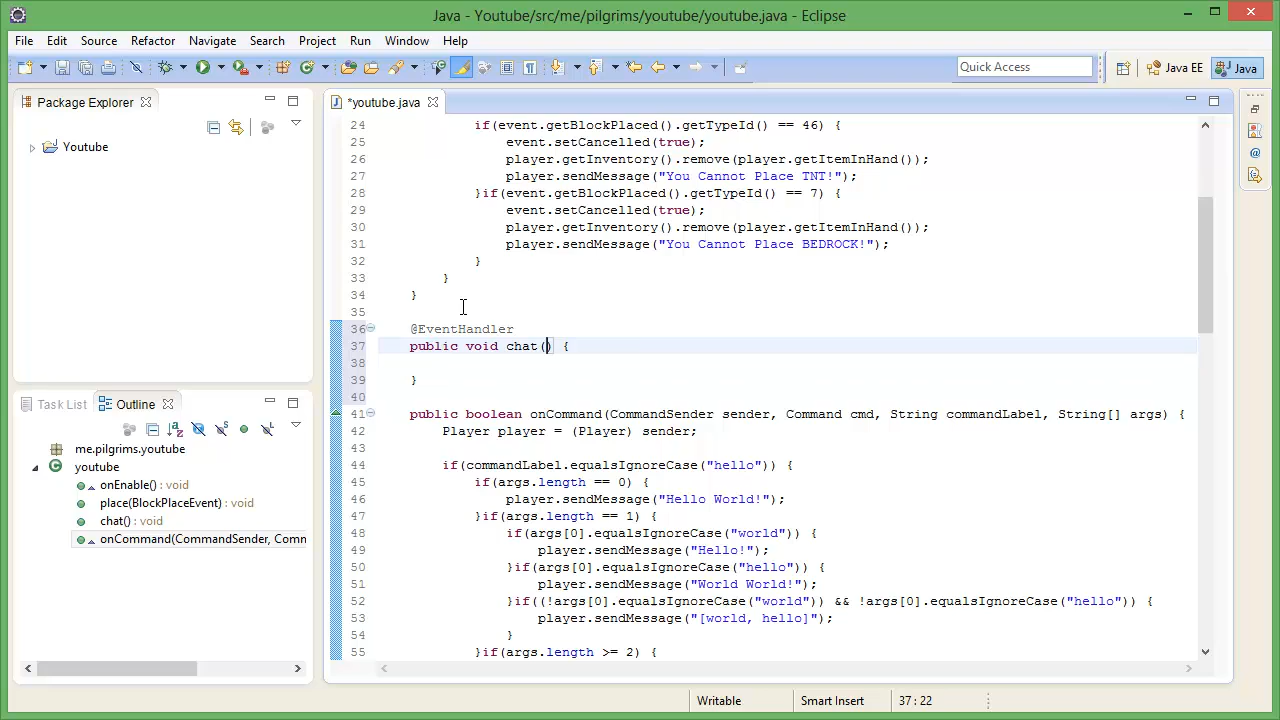 Java - Youtube/src/me/pilgrims/youtube/youtube.java - Eclipse
File Edit Source Refactor Navigate Search Project Run Window Help
Quick Access
Java EE
Java
Package Explorer
Youtube
Task List
Outline
me.pilgrims.youtube
youtube
onEnable() : void
place(BlockPlaceEvent) : void
chat() : void
onCommand(CommandSender, Comm
*youtube.java
24 if(event.getBlockPlaced().getTypeId() == 46) {
25 event.setCancelled(true);
26 player.getInventory().remove(player.getItemInHand());
27 player.sendMessage("You Cannot Place TNT!");
28 }if(event.getBlockPlaced().getTypeId() == 7) {
29 event.setCancelled(true);
30 player.getInventory().remove(player.getItemInHand());
31 player.sendMessage("You Cannot Place BEDROCK!");
32 }
33 }
34 }
35
36 @EventHandler
37 public void chat() {
38
39 }
40
41 public boolean onCommand(CommandSender sender, Command cmd, String commandLabel, String[] args) {
42 Player player = (Player) sender;
43
44 if(commandLabel.equalsIgnoreCase("hello")) {
45 if(args.length == 0) {
46 player.sendMessage("Hello World!");
47 }if(args.length == 1) {
48 if(args[0].equalsIgnoreCase("world")) {
49 player.sendMessage("Hello!");
50 }if(args[0].equalsIgnoreCase("hello")) {
51 player.sendMessage("World World!");
52 }if((!args[0].equalsIgnoreCase("world")) && !args[0].equalsIgnoreCase("hello")) {
53 player.sendMessage("[world, hello]");
54 }
55 }if(args.length >= 2) {
Writable
Smart Insert
37 : 22